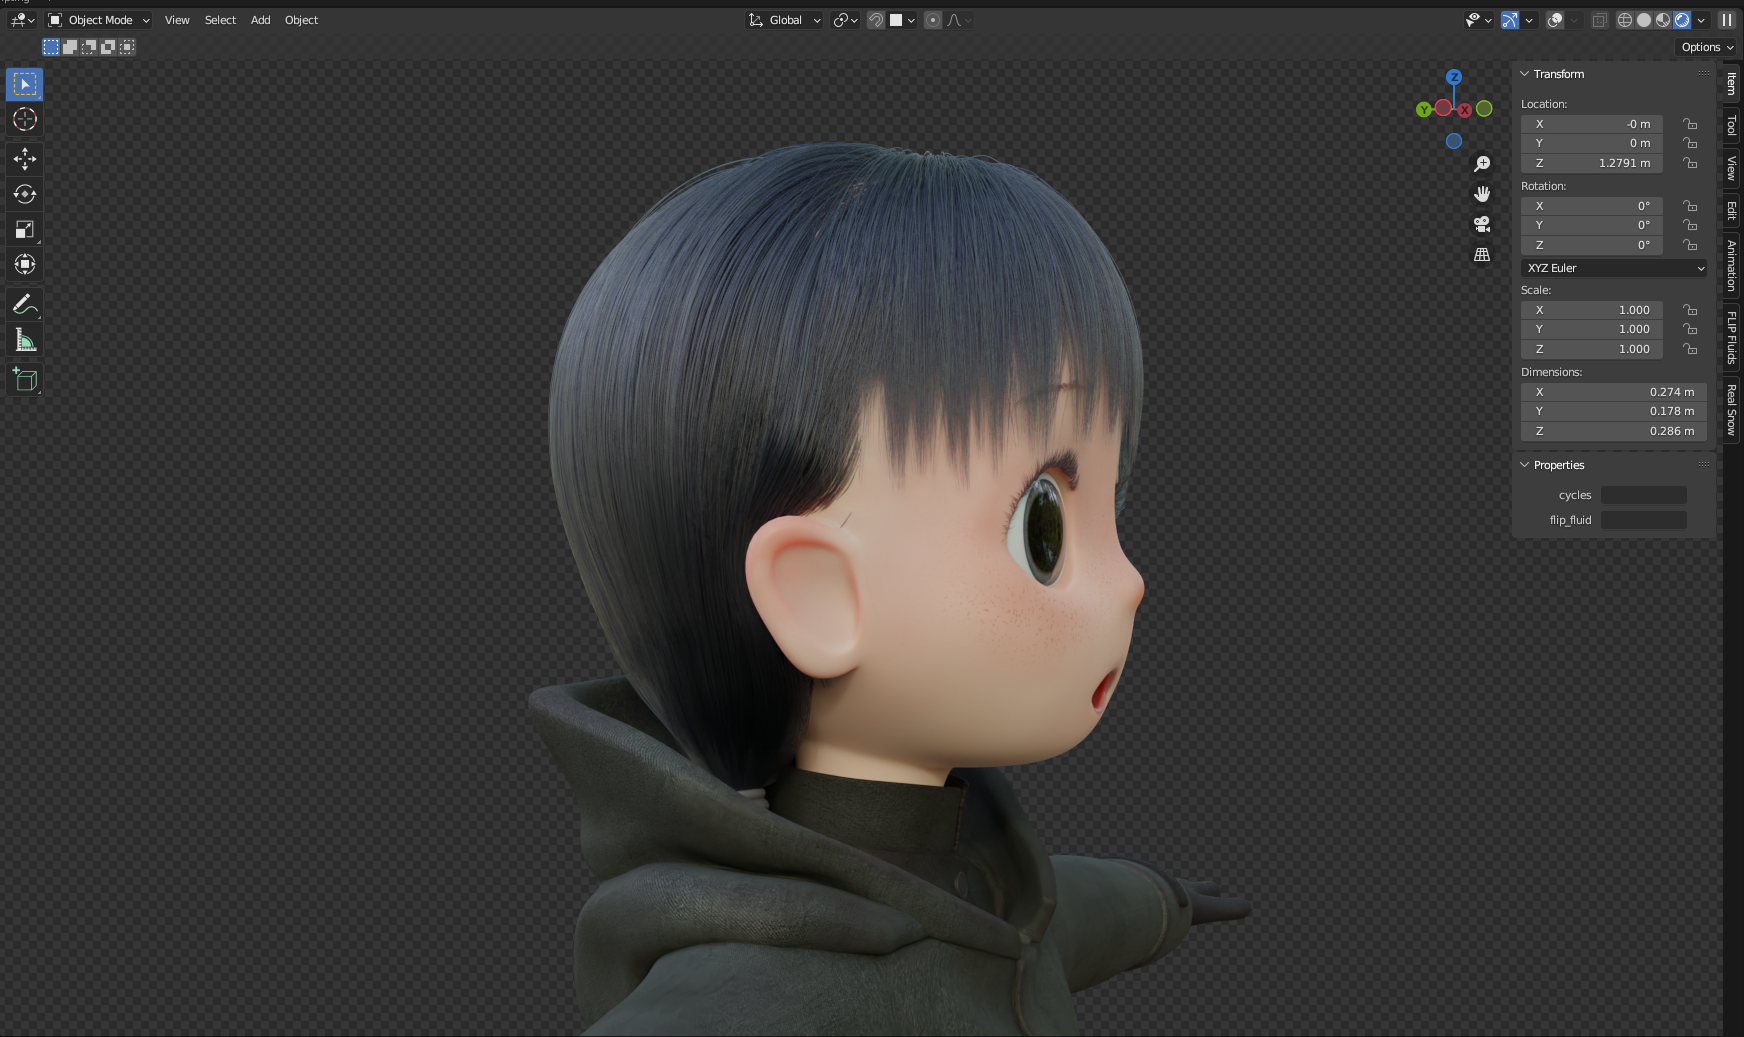 Object Mode View Select Add Object Global
Options
Z
Y X
Transform
Location:
X -0 m
Y 0 m
Z 1.2791 m
Rotation:
X 0°
Y 0°
Z 0°
XYZ Euler
Scale:
X 1.000
Y 1.000
Z 1.000
Dimensions:
X 0.274 m
Y 0.178 m
Z 0.286 m
Properties
cycles
flip_fluid
Item
Tool
View
Edit
Animation
FLIP Fluids
Real Snow